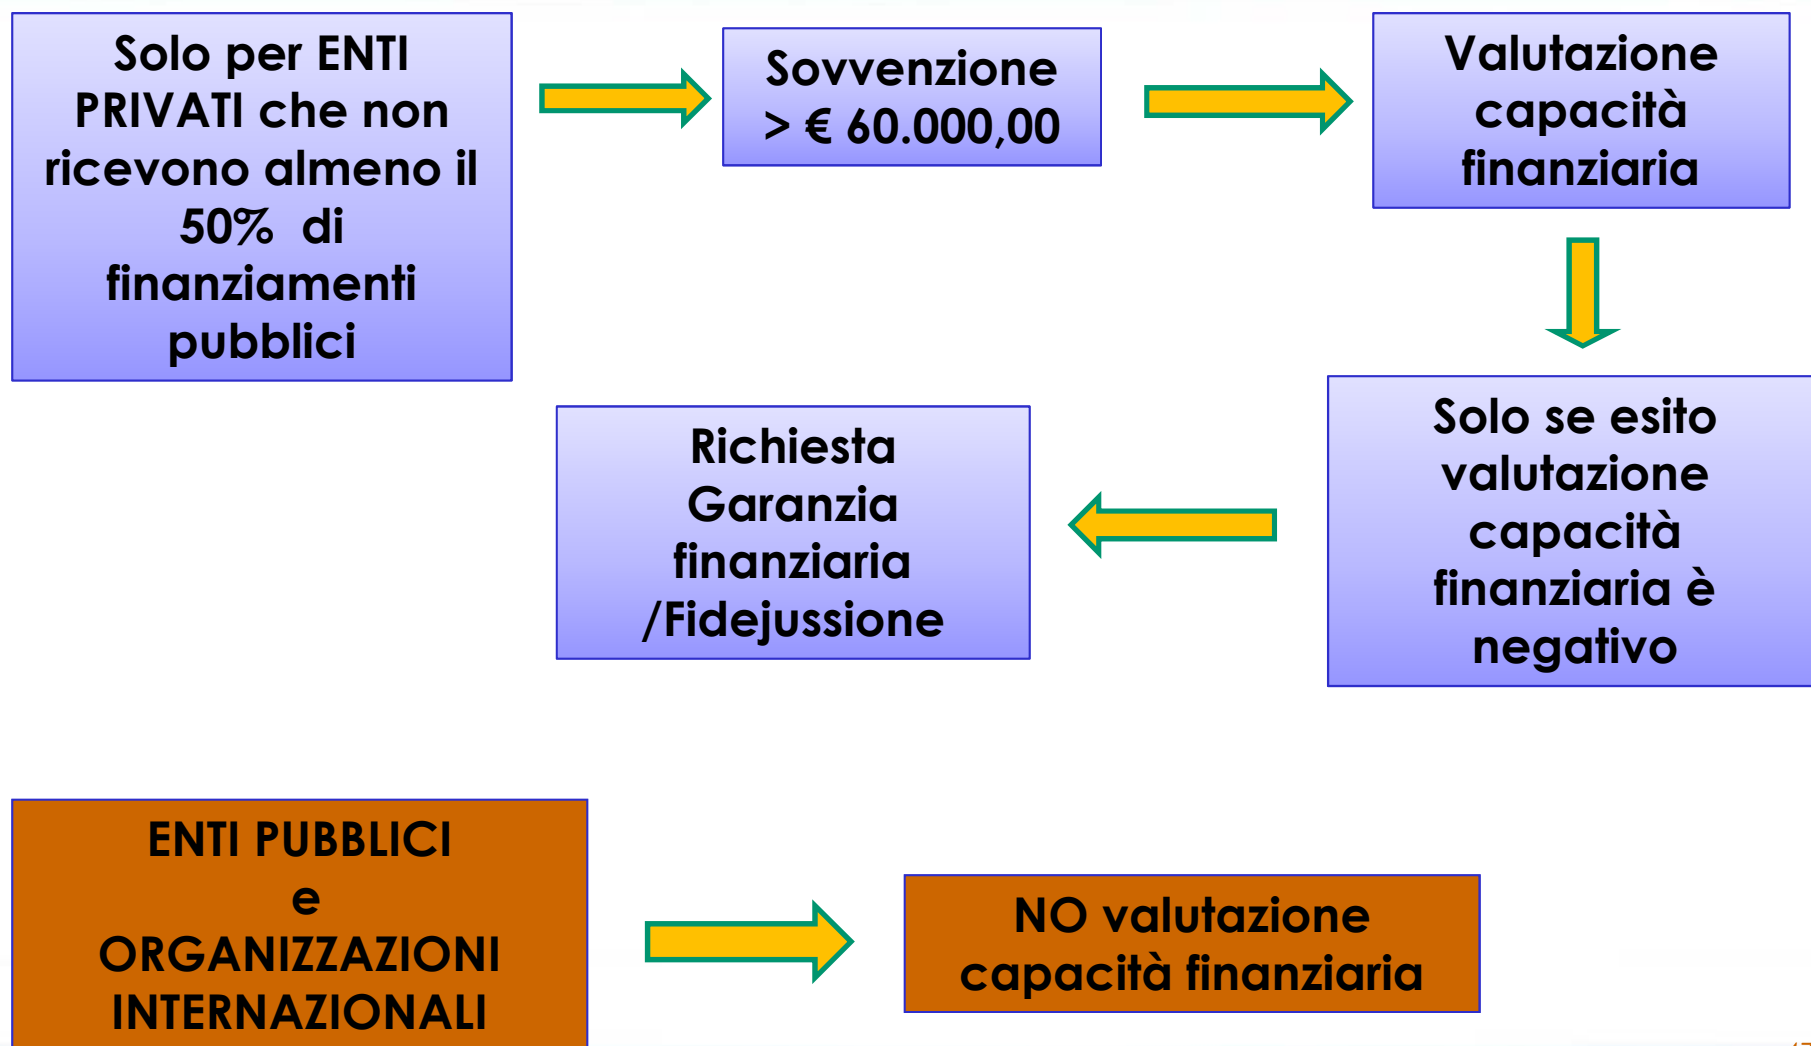 Solo per ENTI
PRIVATI che non
ricevono almeno il
50% di
finanziamenti
pubblici
Sovvenzione
> € 60.000,00
Valutazione
capacità
finanziaria
Solo se esito
valutazione
capacità
finanziaria è
negativo
Richiesta
Garanzia
finanziaria
/Fidejussione
ENTI PUBBLICI
e
ORGANIZZAZIONI
INTERNAZIONALI
NO valutazione
capacità finanziaria